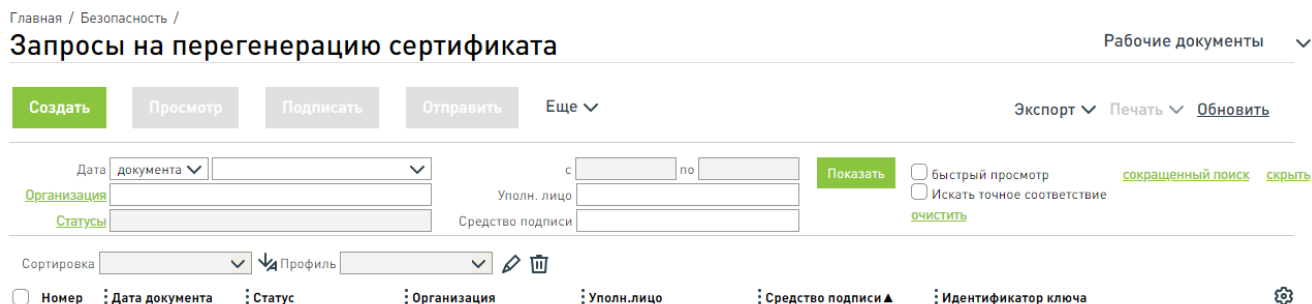 Главная / Безопасность /
Запросы на перегенерацию сертификата
Рабочие документы
Создать Просмотр Подписать Отправить Еще Экспорт Печать Обновить
Дата документа с по Показать быстрый просмотр сокращенный поиск скрыть
Организация Уполн. лицо Искать точное соответствие
Статусы Средство подписи очистить
Сортировка Профиль
Номер Дата документа Статус Организация Уполн.лицо Средство подписи▲ Идентификатор ключа